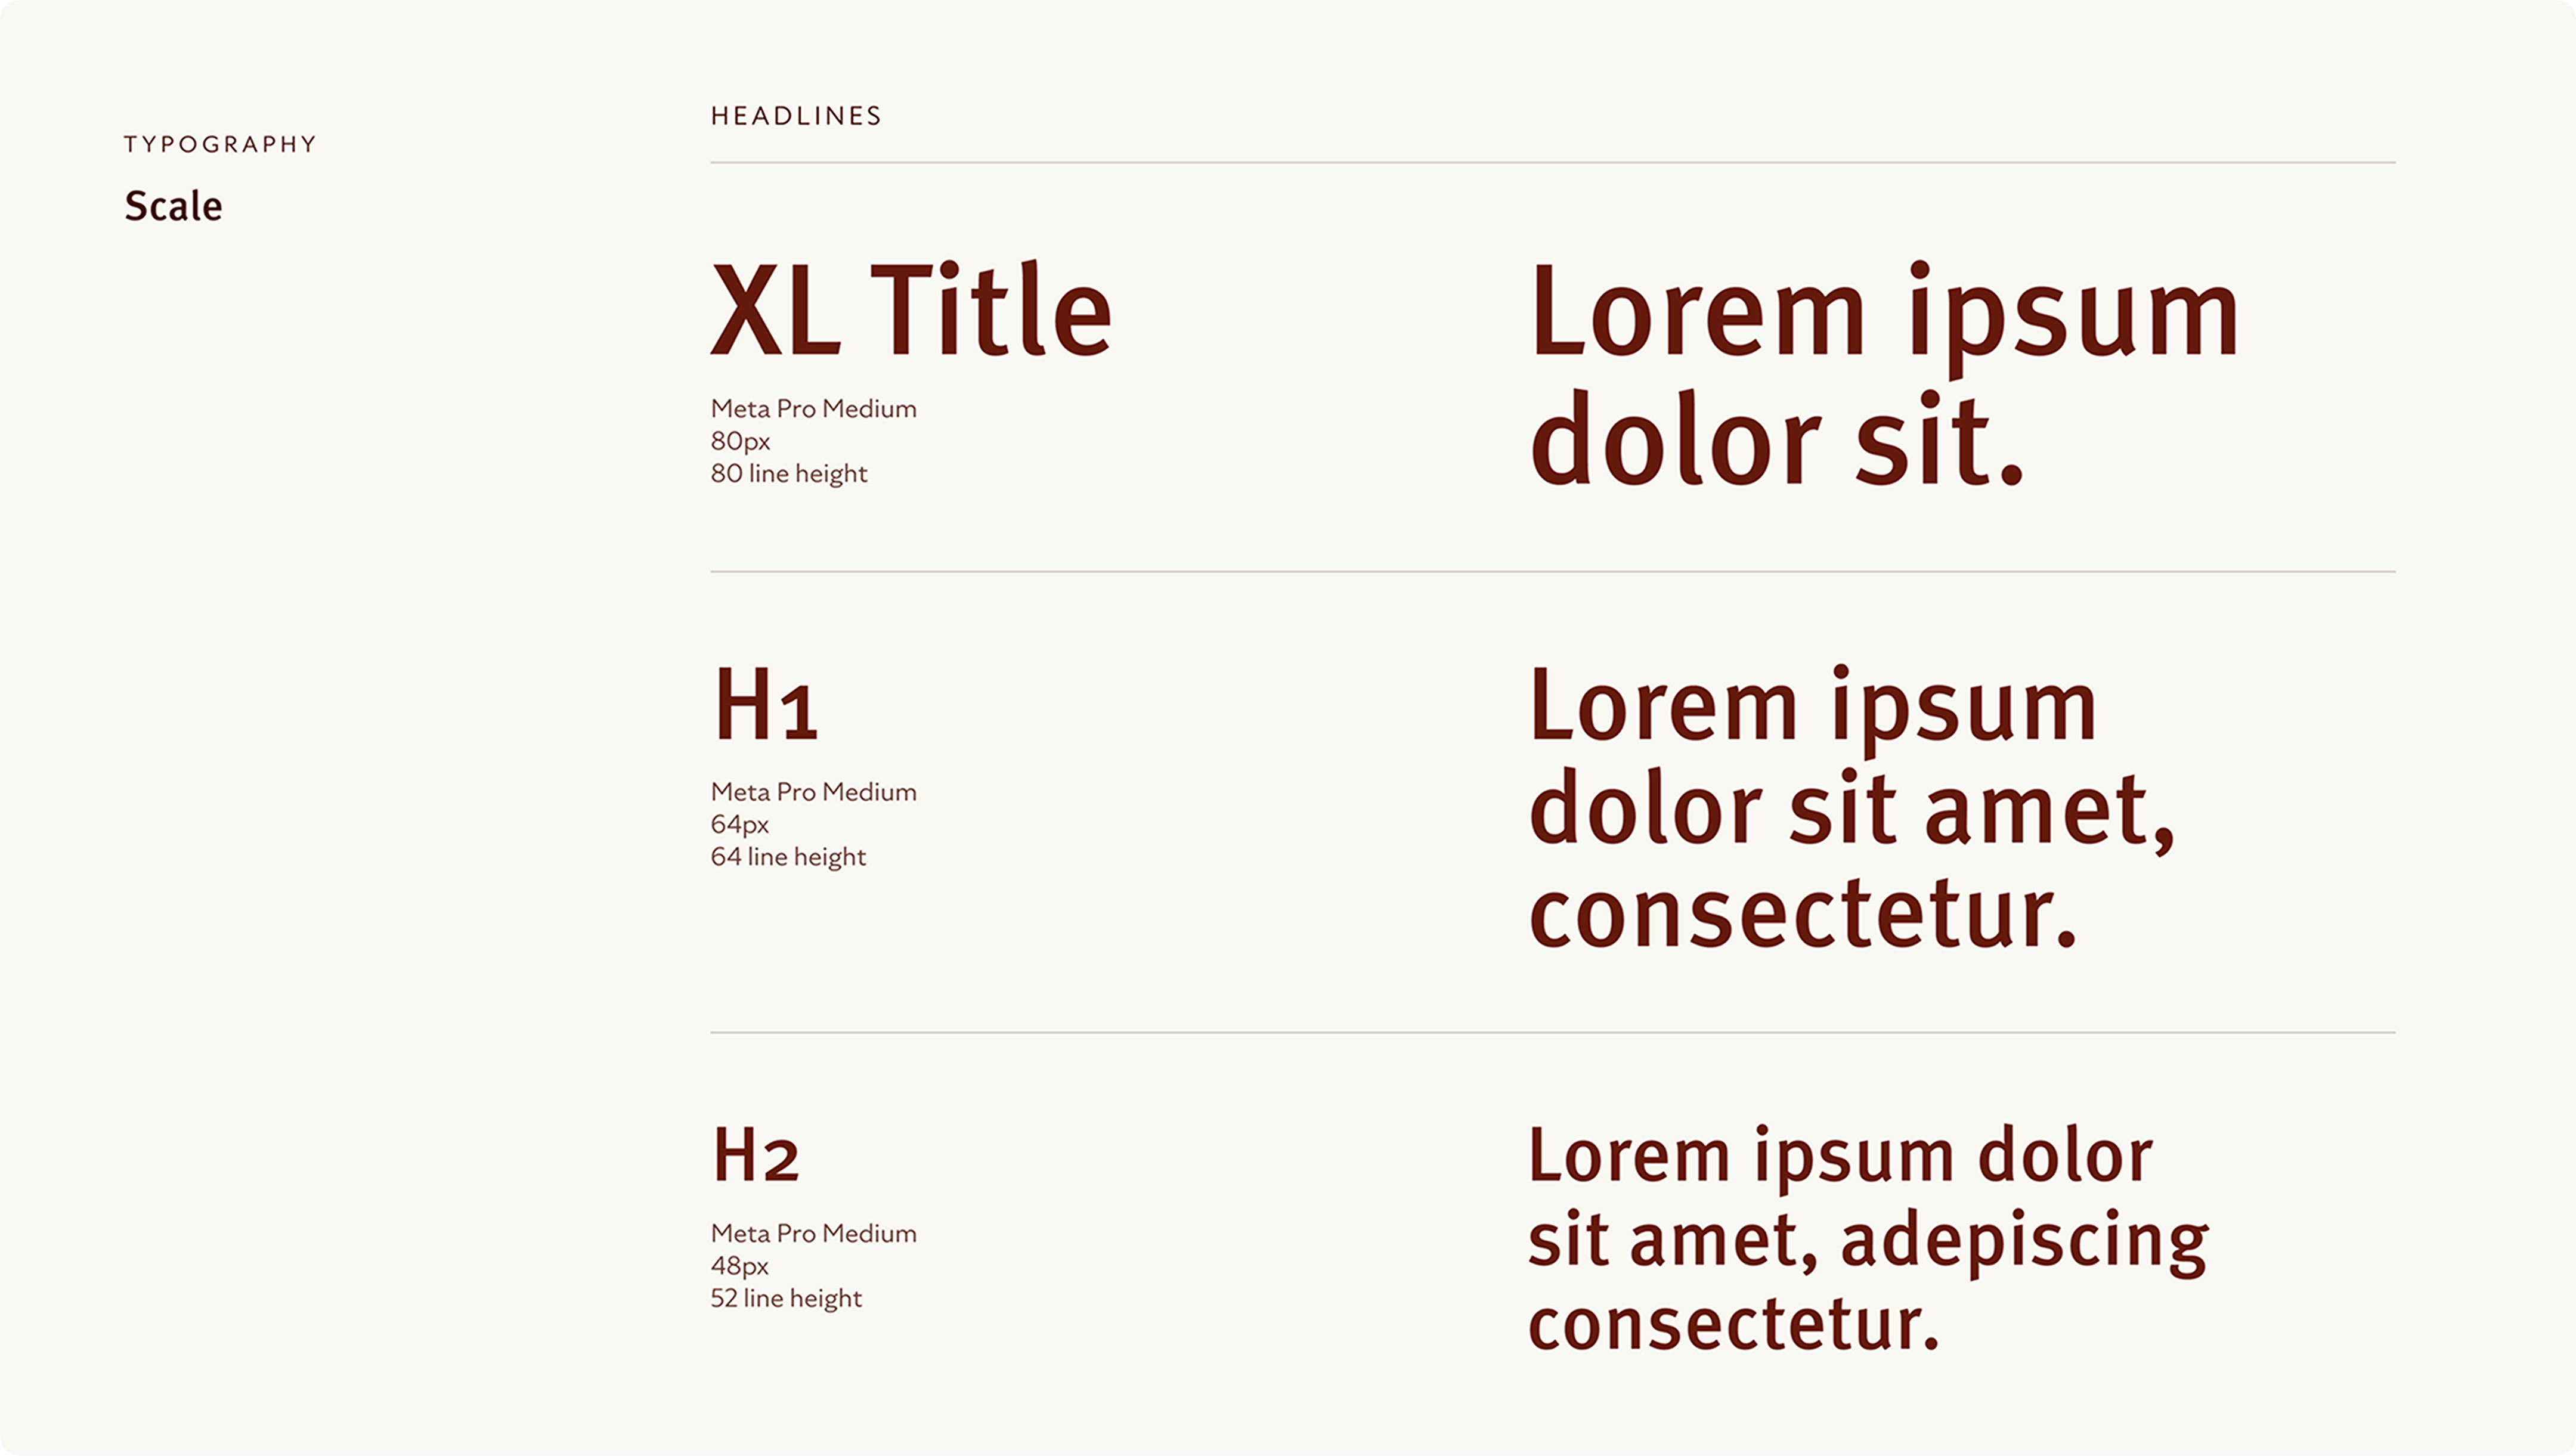 TYPOGRAPHY
Scale
HEADLINES
XL Title
Meta Pro Medium
80px
80 line height
Lorem ipsum
dolor sit.
H1
Meta Pro Medium
64px
64 line height
Lorem ipsum
dolor sit amet,
consectetur.
H2
Meta Pro Medium
48px
52 line height
Lorem ipsum dolor
sit amet, adepiscing
consectetur.